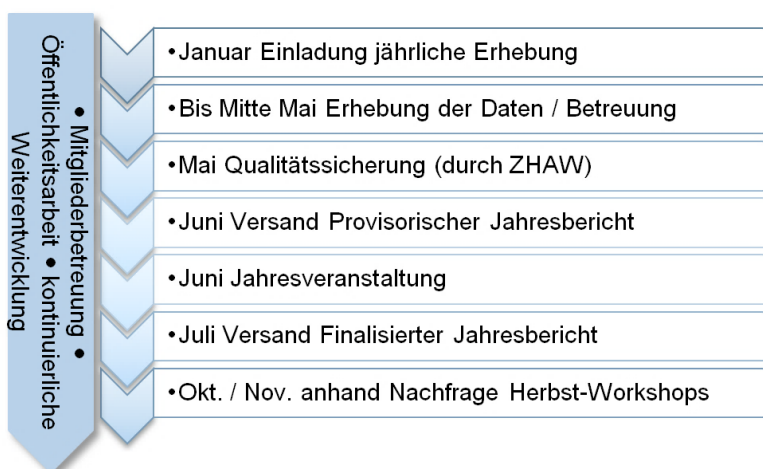 • Mitgliederbetreuung •
Öffentlichkeitsarbeit • kontinuierliche
Weiterentwicklung
•Januar Einladung jährliche Erhebung
•Bis Mitte Mai Erhebung der Daten / Betreuung
•Mai Qualitätssicherung (durch ZHAW)
•Juni Versand Provisorischer Jahresbericht
•Juni Jahresveranstaltung
•Juli Versand Finalisierter Jahresbericht
•Okt. / Nov. anhand Nachfrage Herbst-Workshops